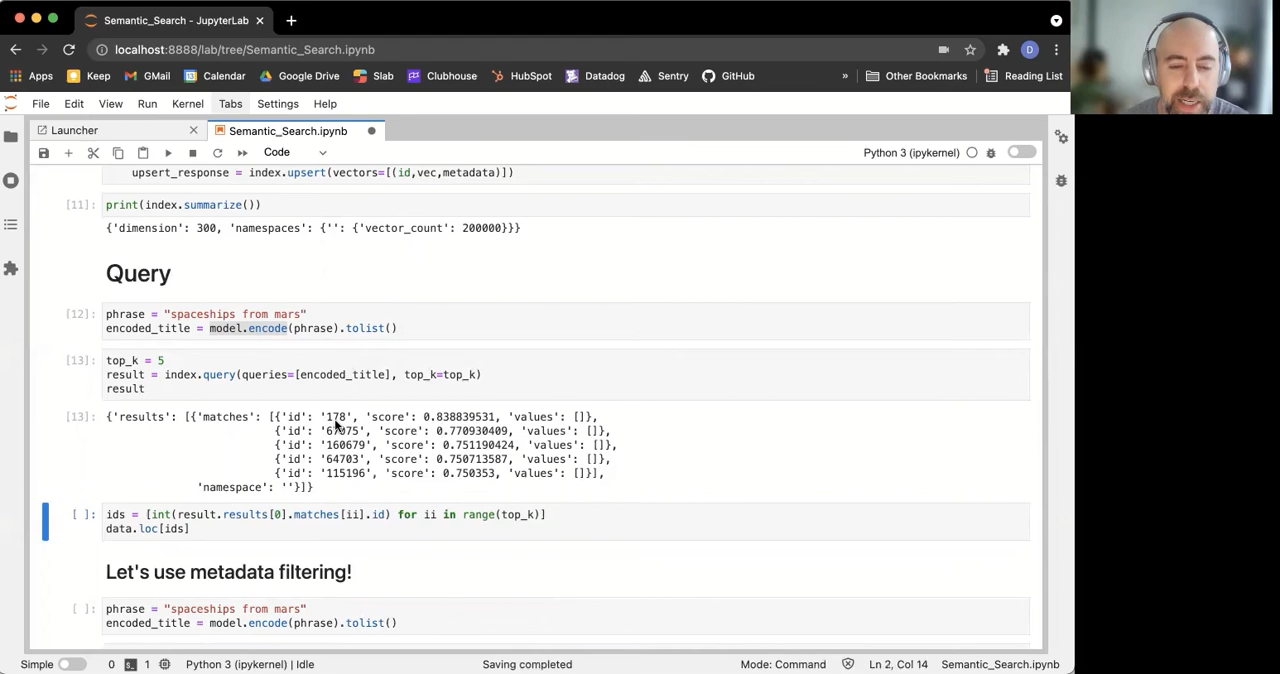 Semantic_Search - JupyterLab
localhost:8888/lab/tree/Semantic_Search.ipynb
D
Apps Keep GMail Calendar Google Drive Slab Clubhouse HubSpot Datadog Sentry GitHub » Other Bookmarks Reading List
File Edit View Run Kernel Tabs Settings Help
Launcher Semantic_Search.ipynb
Code Python 3 (ipykernel)
upsert_response = index.upsert(vectors=[(id,vec,metadata)])
[11]: print(index.summarize())
{'dimension': 300, 'namespaces': {'': {'vector_count': 200000}}}
Query
[12]: phrase = "spaceships from mars"
encoded_title = model.encode(phrase).tolist()
[13]: top_k = 5
result = index.query(queries=[encoded_title], top_k=top_k)
result
[13]: {'results': [{'matches': [{'id': '178', 'score': 0.838839531, 'values': []},
{'id': 'score': 0.770930409, 'values': []},
{'id': '160679', 'score': 0.751190424, 'values': []},
{'id': '64703', 'score': 0.750713587, 'values': []},
{'id': '115196', 'score': 0.750353, 'values': []}],
'namespace': ''}]}
[ ]: ids = [int(result.results[0].matches[ii].id) for ii in range(top_k)]
data.loc[ids]
Let's use metadata filtering!
[ ]: phrase = "spaceships from mars"
encoded_title = model.encode(phrase).tolist()
Simple 0 1 Python 3 (ipykernel) | Idle Saving completed Mode: Command Ln 2, Col 14 Semantic_Search.ipynb